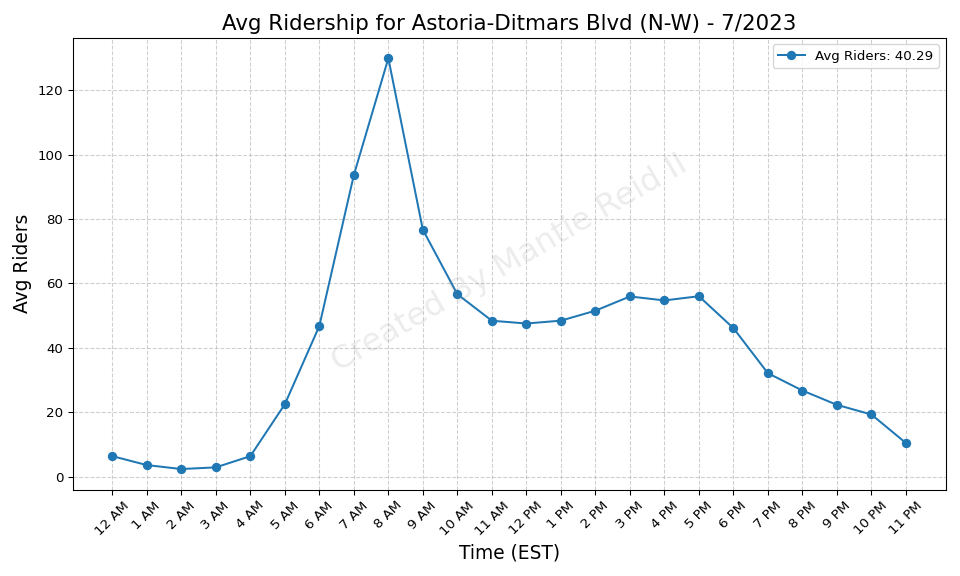 Avg Ridership for Astoria-Ditmars Blvd (N-W) - 7/2023
Avg Riders: 40.29
120
100
80
60
40
20
0
Avg Riders
Created By Mantle Reid II
12 AM
1 AM
2 AM
3 AM
4 AM
5 AM
6 AM
7 AM
8 AM
9 AM
10 AM
11 AM
12 PM
1 PM
2 PM
3 PM
4 PM
5 PM
6 PM
7 PM
8 PM
9 PM
10 PM
11 PM
Time (EST)